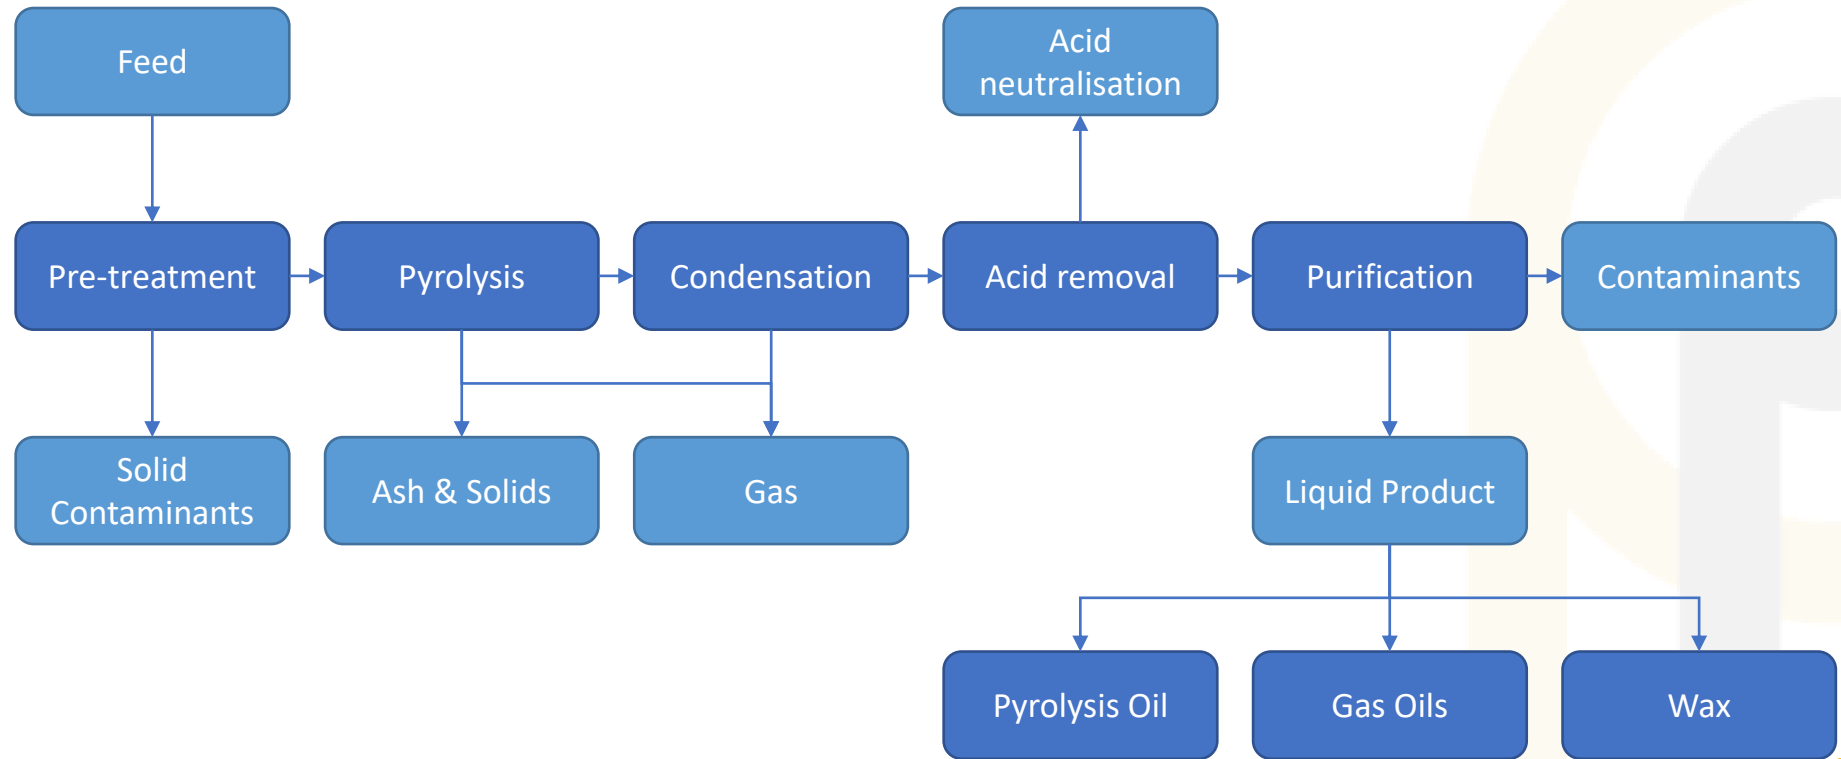 Feed
Acid
neutralisation
Pre-treatment
Pyrolysis
Condensation
Acid removal
Purification
Contaminants
Solid
Contaminants
Ash & Solids
Gas
Liquid Product
Pyrolysis Oil
Gas Oils
Wax